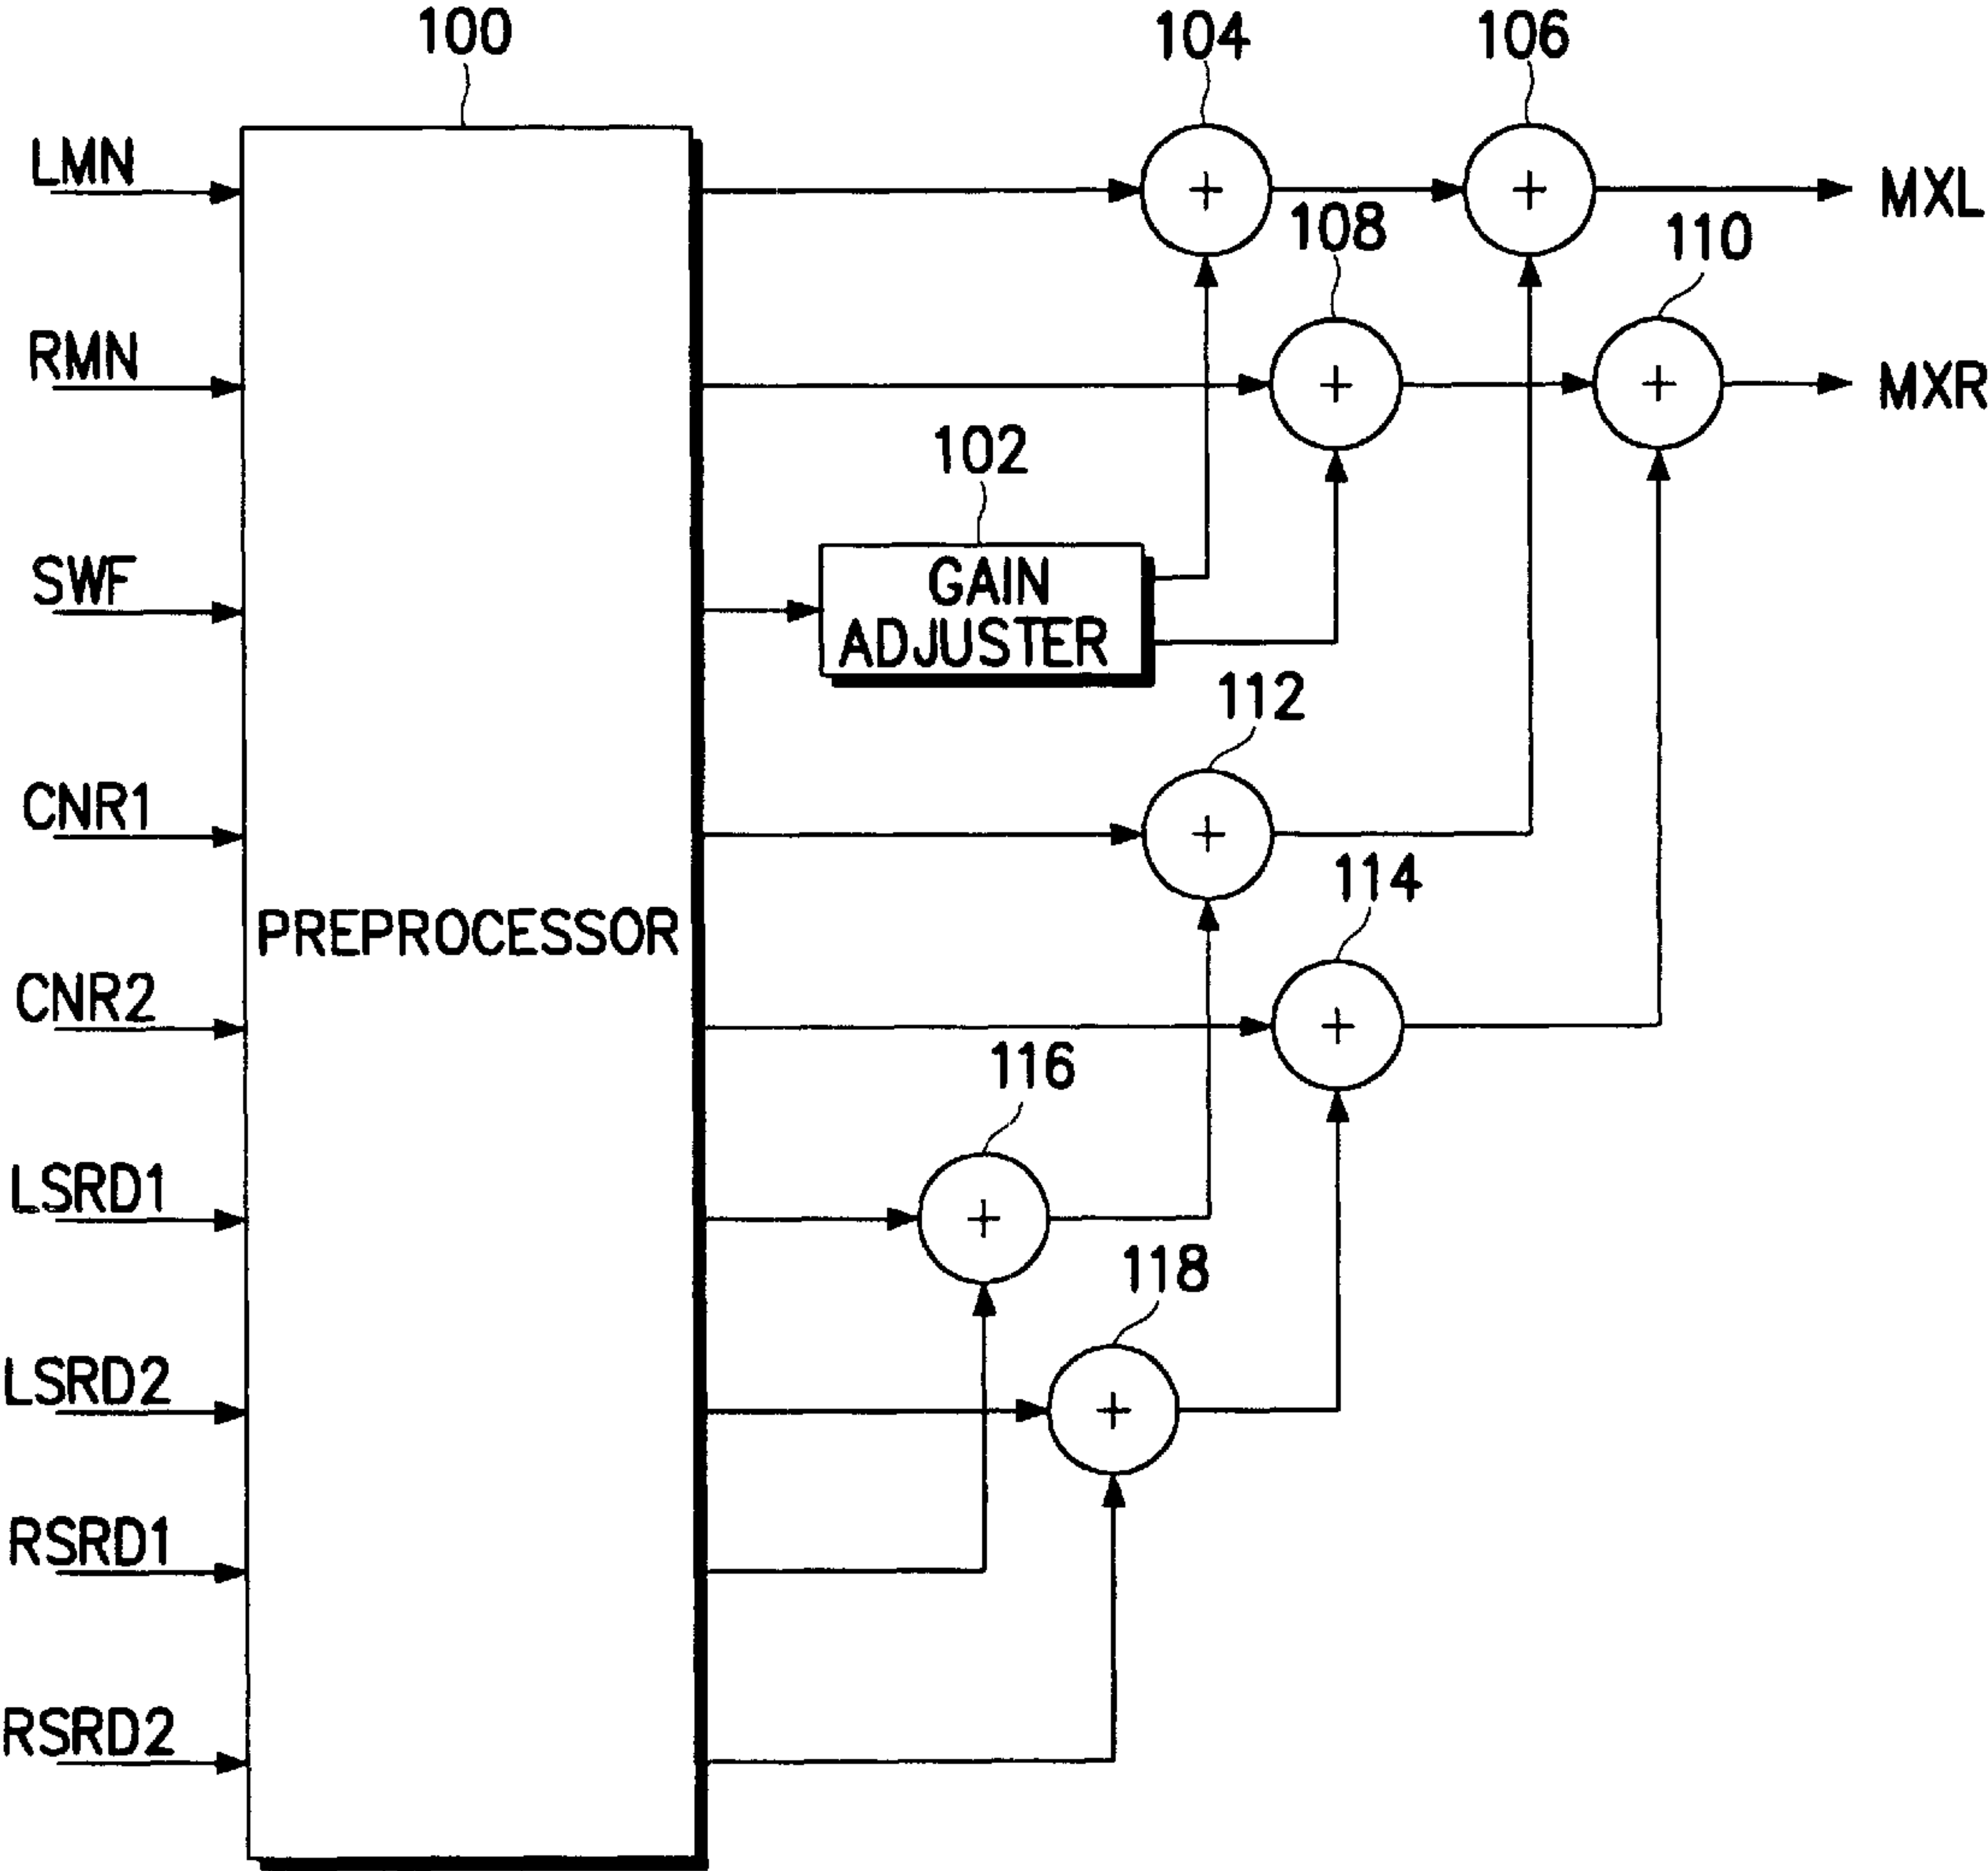 100
104
106
LMN
MXL
108
110
RMN
MXR
102
SWF
GAIN
ADJUSTER
112
CNR1
114
PREPROCESSOR
CNR2
116
LSRD1
118
LSRD2
RSRD1
RSRD2